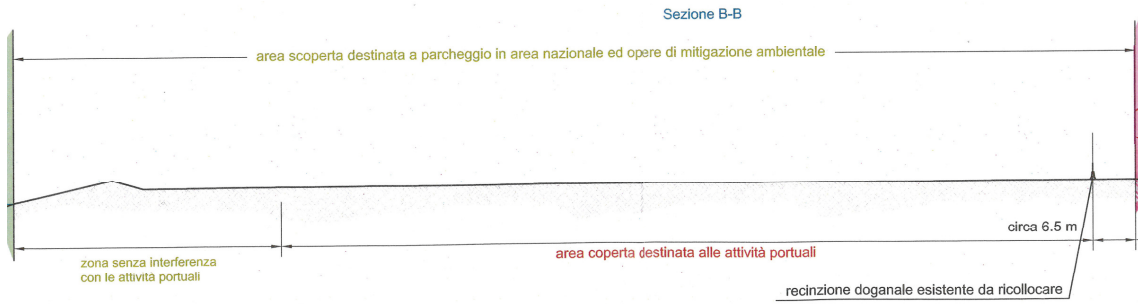 Sezione B-B
area scoperta destinata a parcheggio in area nazionale ed opere di mitigazione ambientale
circa 6.5 m
area coperta destinata alle attività portuali
zona senza interferenza
con le attività portuali
recinzione doganale esistente da ricollocare